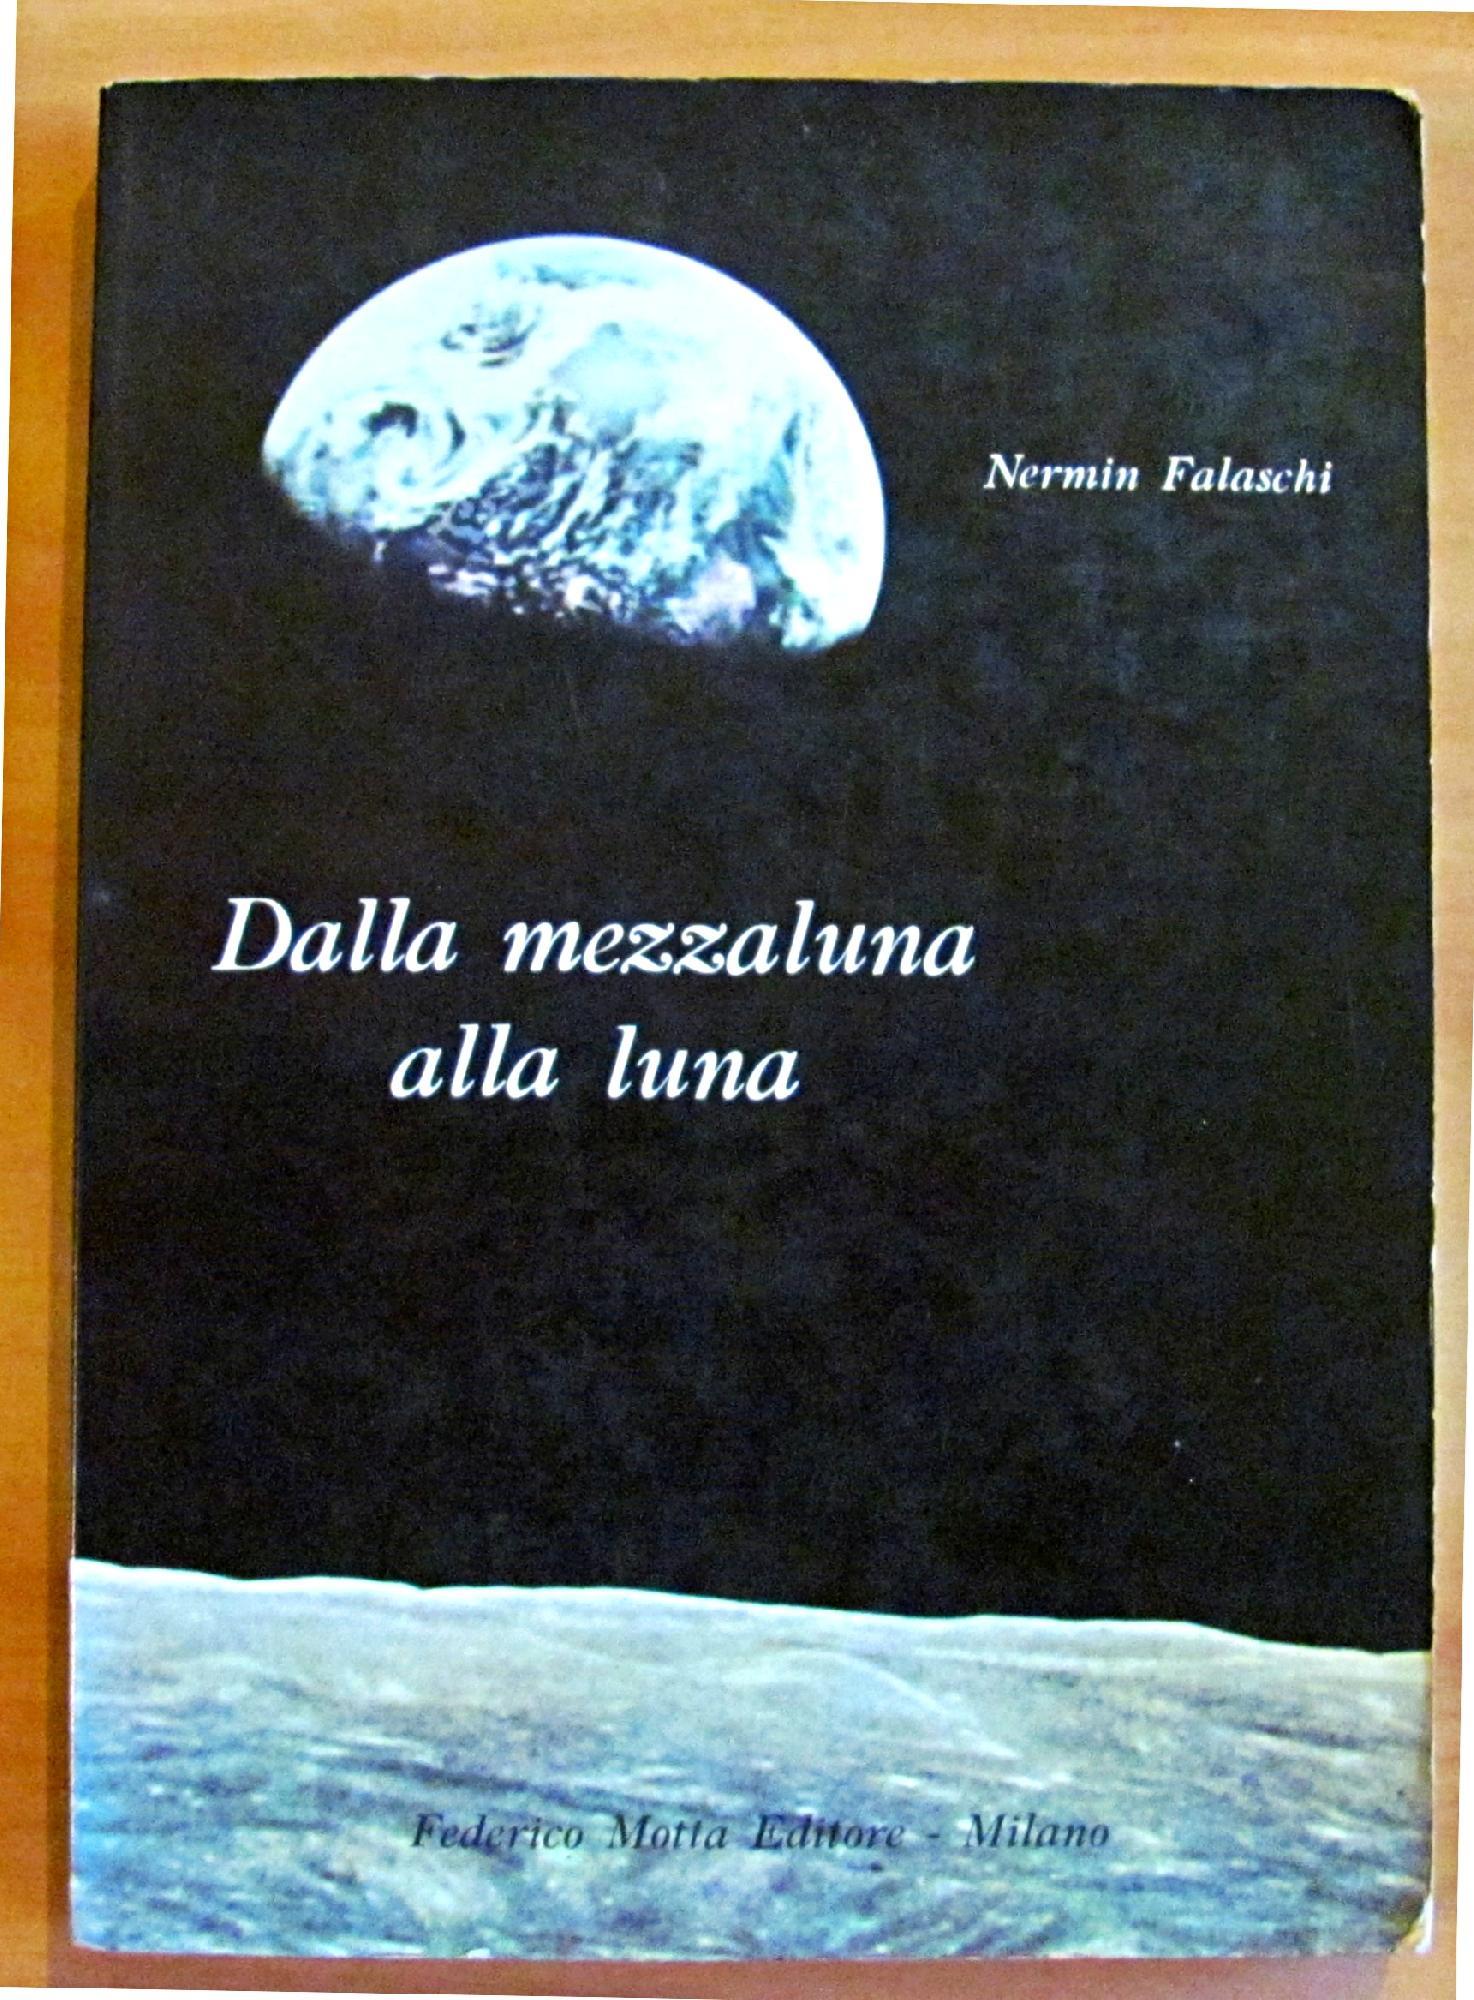 Nermin Falaschi
Dalla mezzaluna
alla luna
Federico Motta Editore - Milano